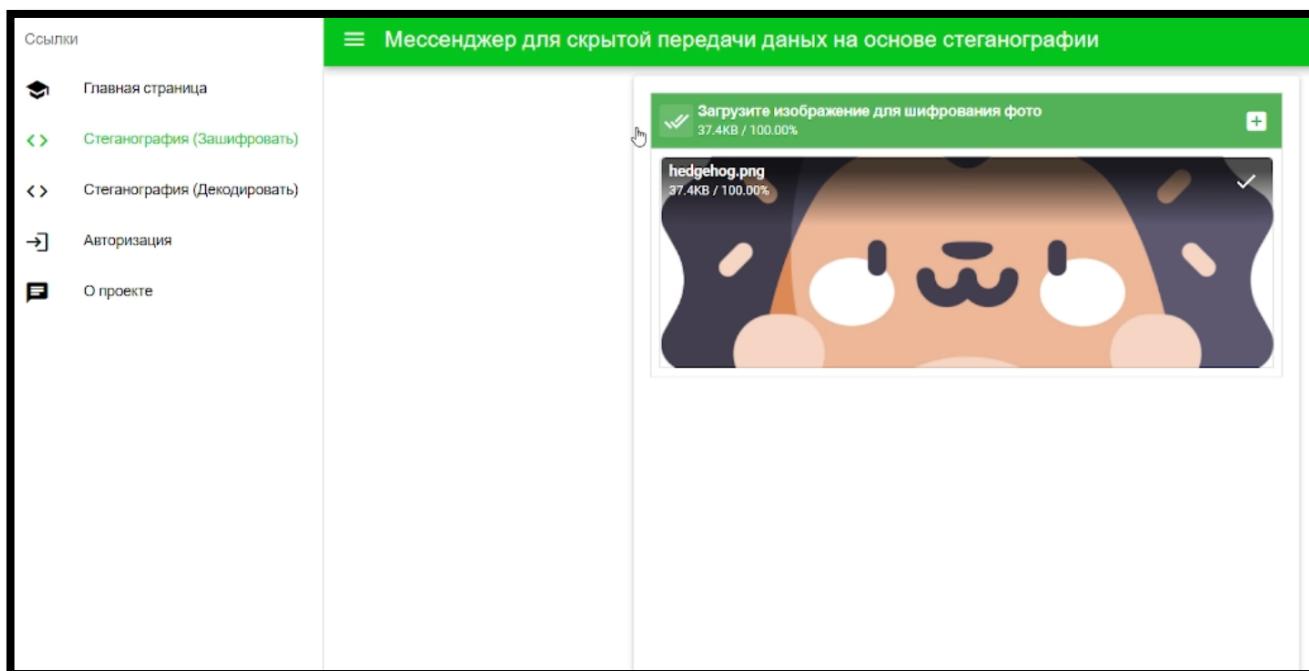 Ссылки
Главная страница
Стеганография (Зашифровать)
Стеганография (Декодировать)
Авторизация
О проекте
Мессенджер для скрытой передачи даных на основе стеганографии
Загрузите изображение для шифрования фото
37.4KB / 100.00%
hedgehog.png
37.4KB / 100.00%